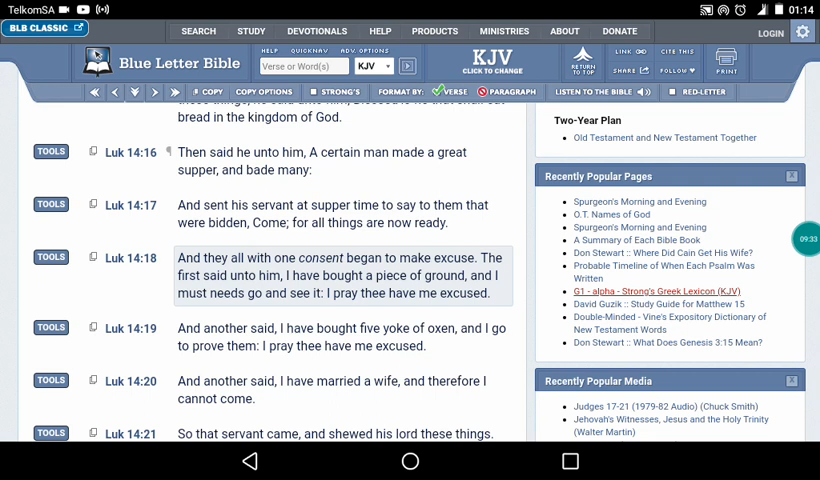 TelkomSA
01:14
BLB CLASSIC
SEARCH STUDY DEVOTIONALS HELP PRODUCTS MINISTRIES ABOUT DONATE
LOGIN
Blue Letter Bible
HELP QUICKNAV ADV. OPTIONS
Verse or Word(s)
KJV
KJV
CLICK TO CHANGE
RETURN
TO TOP
LINK
CITE THIS
SHARE
FOLLOW
PRINT
COPY COPY OPTIONS STRONG'S FORMAT BY: VERSE PARAGRAPH LISTEN TO THE BIBLE RED-LETTER
bread in the kingdom of God.
TOOLS Luk 14:16 ¶ Then said he unto him, A certain man made a great
supper, and bade many:
TOOLS Luk 14:17 And sent his servant at supper time to say to them that
were bidden, Come; for all things are now ready.
TOOLS Luk 14:18 And they all with one consent began to make excuse. The
first said unto him, I have bought a piece of ground, and I
must needs go and see it: I pray thee have me excused.
TOOLS Luk 14:19 And another said, I have bought five yoke of oxen, and I go
to prove them: I pray thee have me excused.
TOOLS Luk 14:20 And another said, I have married a wife, and therefore I
cannot come.
TOOLS Luk 14:21 So that servant came, and shewed his lord these things.
Two-Year Plan
Old Testament and New Testament Together
Recently Popular Pages X
Spurgeon's Morning and Evening
O.T. Names of God
Spurgeon's Morning and Evening
A Summary of Each Bible Book
Don Stewart :: Where Did Cain Get His Wife?
Probable Timeline of When Each Psalm Was
Written
G1 - alpha - Strong's Greek Lexicon (KJV)
David Guzik :: Study Guide for Matthew 15
Double-Minded - Vine's Expository Dictionary of
New Testament Words
Don Stewart :: What Does Genesis 3:15 Mean?
09:33
Recently Popular Media X
Judges 17-21 (1979-82 Audio) (Chuck Smith)
Jehovah's Witnesses, Jesus and the Holy Trinity
(Walter Martin)